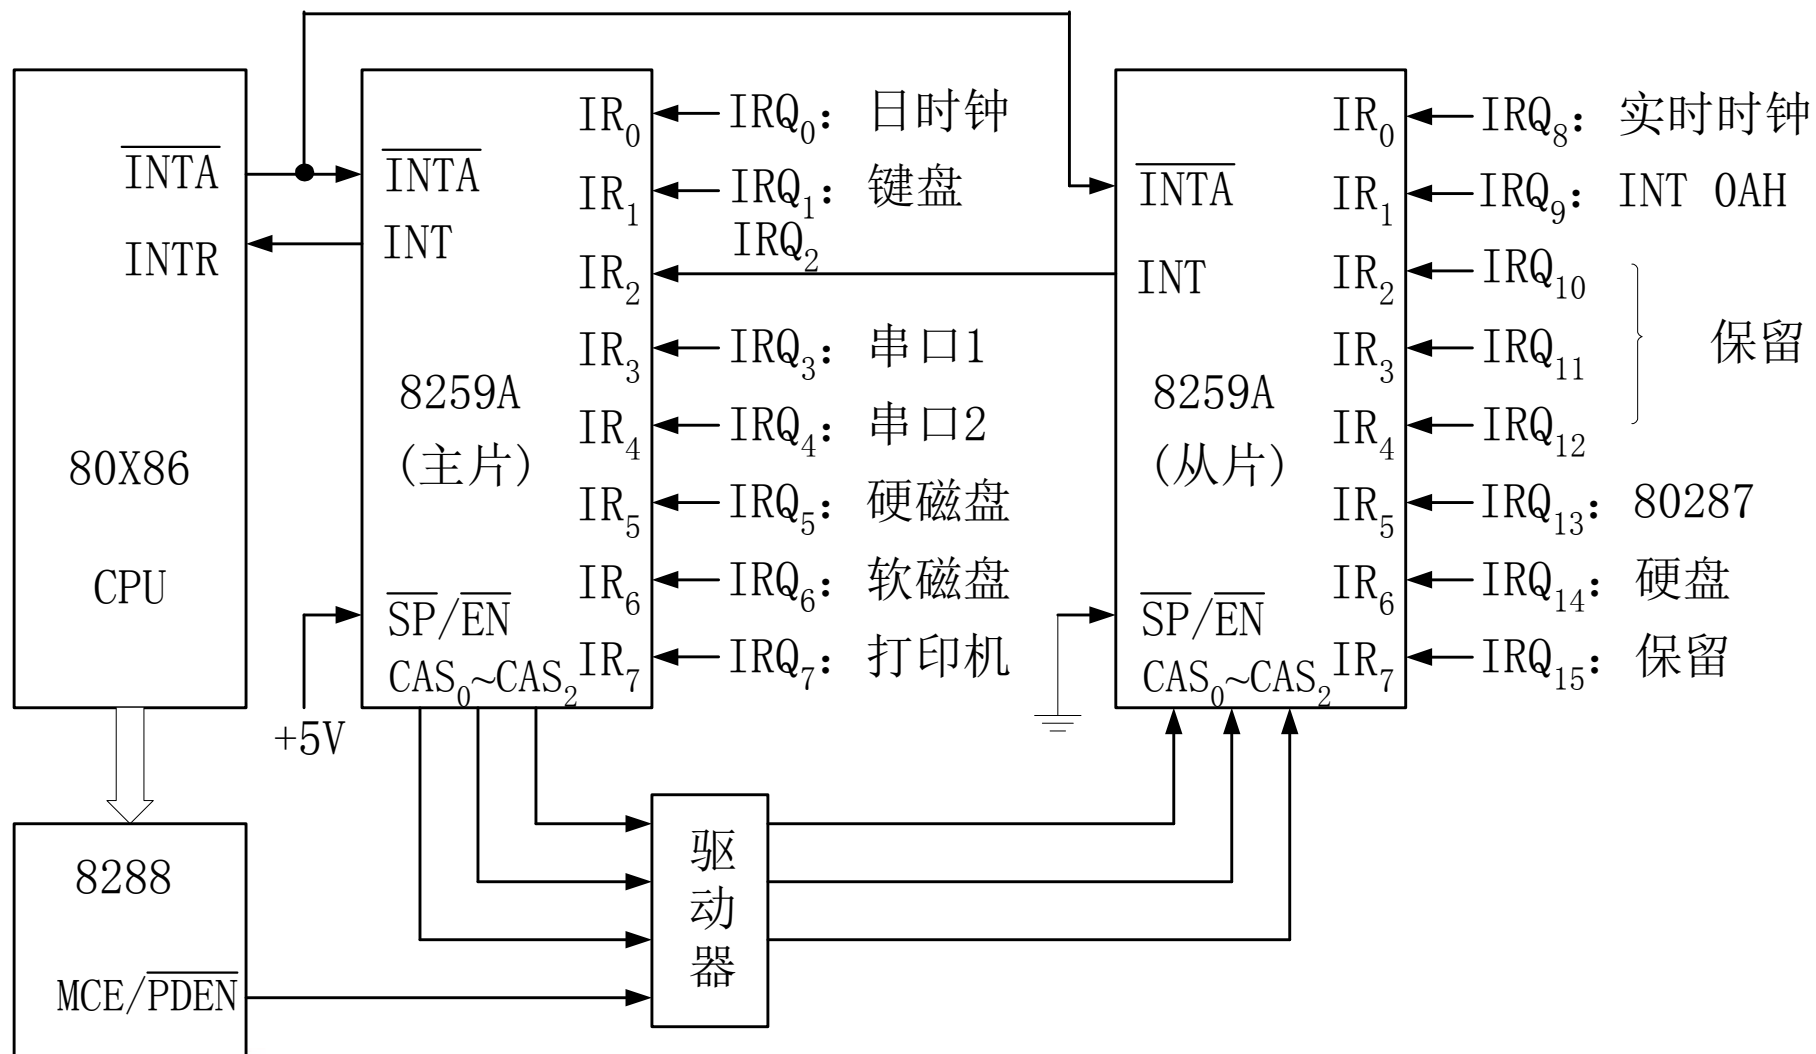 INTA
INTR
80X86
CPU
INTA
INT
8259A
(主片)
SP/EN
CAS0~CAS2
IR0
IR1
IR2
IR3
IR4
IR5
IR6
IR7
IRQ0: 日时钟
IRQ1: 键盘
IRQ2
IRQ3: 串口1
IRQ4: 串口2
IRQ5: 硬磁盘
IRQ6: 软磁盘
IRQ7: 打印机
+5V
INTA
INT
8259A
(从片)
SP/EN
CAS0~CAS2
IR0
IR1
IR2
IR3
IR4
IR5
IR6
IR7
IRQ8: 实时时钟
IRQ9: INT 0AH
IRQ10
IRQ11
IRQ12
保留
IRQ13: 80287
IRQ14: 硬盘
IRQ15: 保留
8288
MCE/PDEN
驱
动
器